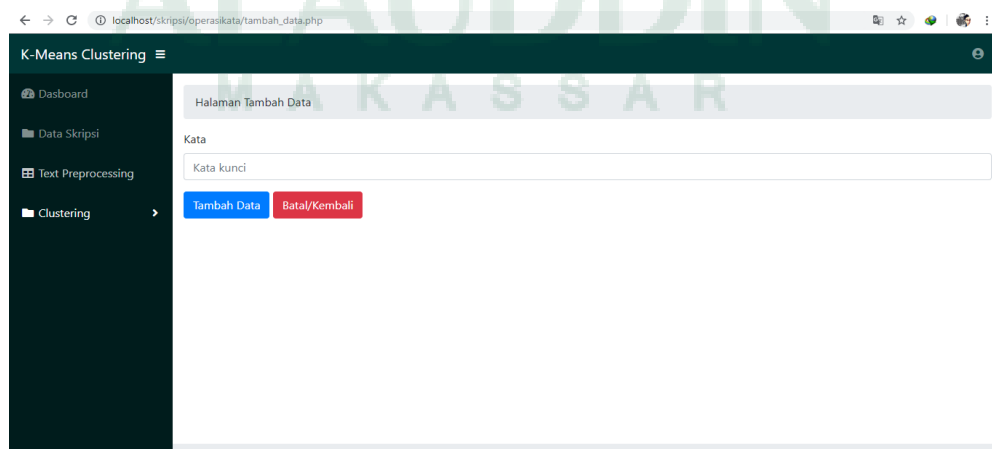 localhost/skripsi/operasikata/tambah_data.php
K-Means Clustering
Dasboard
Data Skripsi
Text Preprocessing
Clustering
MAKASSAR
Halaman Tambah Data
Kata
Kata kunci
Tambah Data
Batal/Kembali